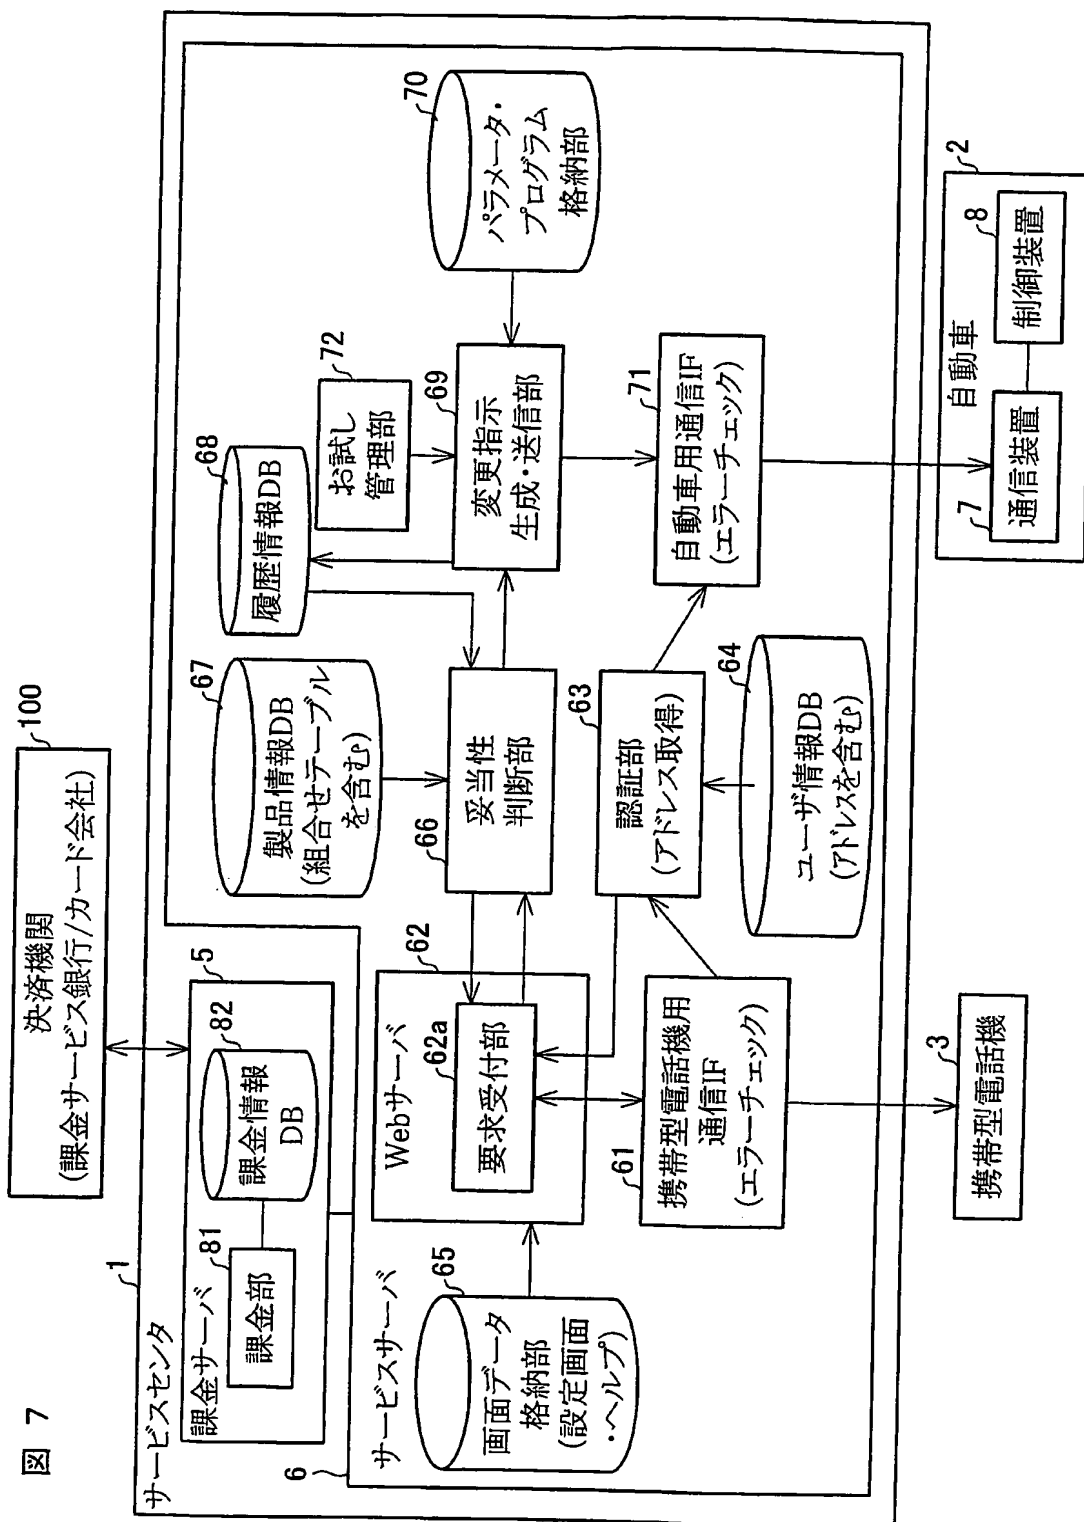 図 7
決済機関
(課金サービス銀行/カード会社)
100
1
サービスセンタ
課金サーバ
5
81
課金部
82
課金情報
DB
6
サービスサーバ
65
画面データ
格納部
(設定画面
・ヘルプ)
Webサーバ
62
62a
要求受付部
61
携帯型電話機用
通信IF
(エラーチェック)
67
製品情報DB
(組合せテーブル
を含む)
66
妥当性
判断部
63
認証部
(アドレス取得)
64
ユーザ情報DB
(アドレスを含む)
68
履歴情報DB
72
お試し
管理部
69
変更指示
生成・送信部
70
パラメータ・
プログラム
格納部
71
自動車用通信IF
(エラーチェック)
3
携帯型電話機
2
自動車
7
通信装置
8
制御装置